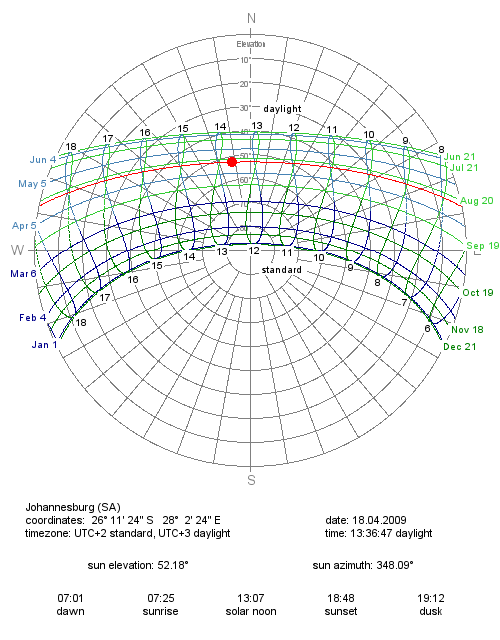 N
Elevation
10°
20°
30°
daylight
40°
18 17 16 15 14 13 12 11 10 9 8
Jun 4
Jun 21
50°
Jul 21
May 5
Aug 20
70°
Apr 5
W
Sep 19
18 17 16 15 14 13 12 11 10 9 8 7 6
standard
Mar 6
Oct 19
Feb 4
Nov 18
Jan 1
Dec 21
S
Johannesburg (SA)
coordinates: 26° 11' 24" S 28° 2' 24" E
date: 18.04.2009
timezone: UTC+2 standard, UTC+3 daylight
time: 13:36:47 daylight
sun elevation: 52.18°
sun azimuth: 348.09°
07:01 07:25 13:07 18:48 19:12
dawn sunrise solar noon sunset dusk